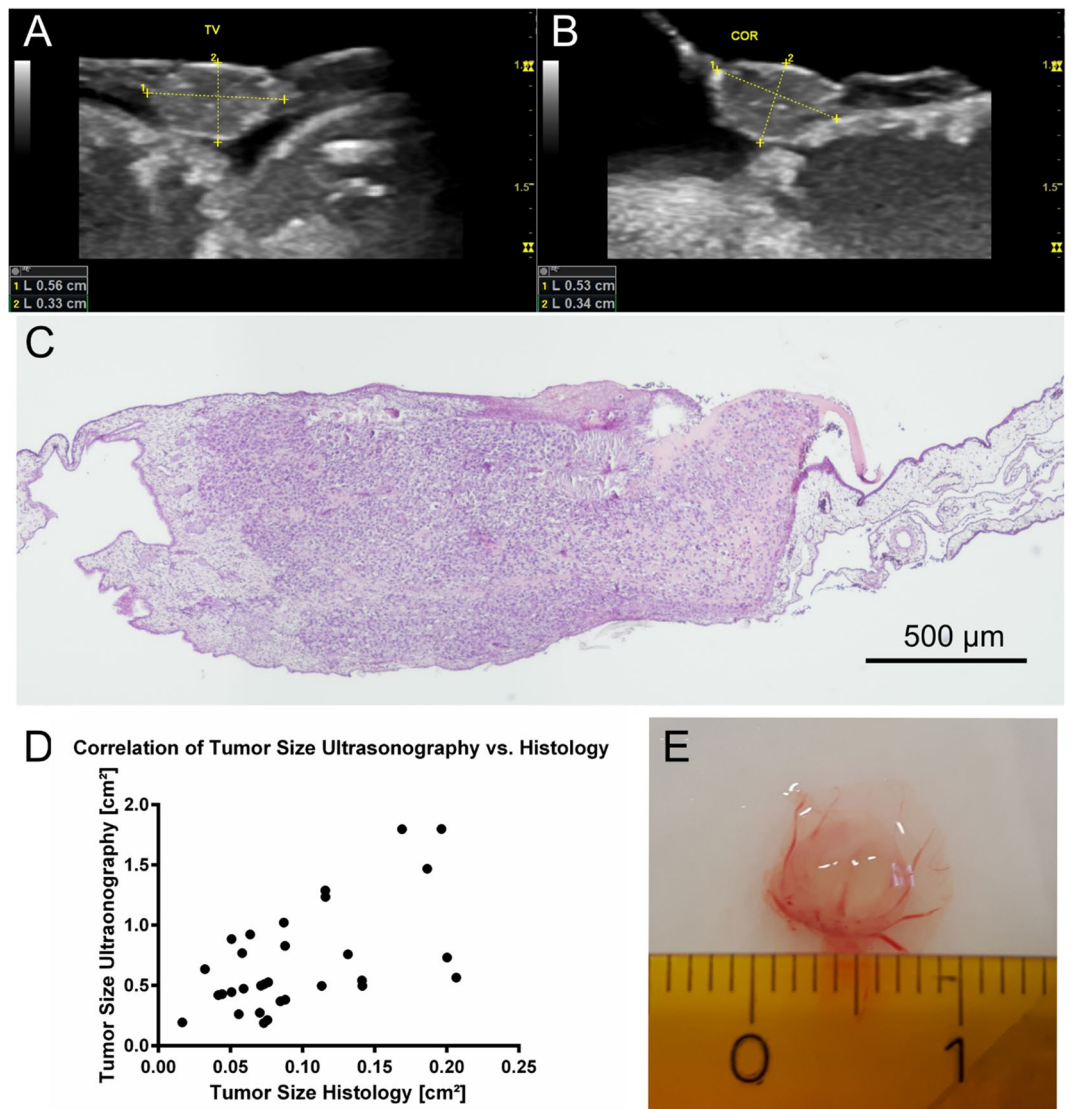 A
TV
2
1
1.0
1.5
1 L 0.56 cm
2 L 0.33 cm
B
COR
1
2
1.5
1 L 0.53 cm
2 L 0.34 cm
C
500 µm
D
Correlation of Tumor Size Ultrasonography vs. Histology
Tumor Size Ultraonography [cm²]
2.0
1.5
1.0
0.5
0.0
0.00 0.05 0.10 0.15 0.20 0.25
Tumor Size Histology [cm²]
E
0 1